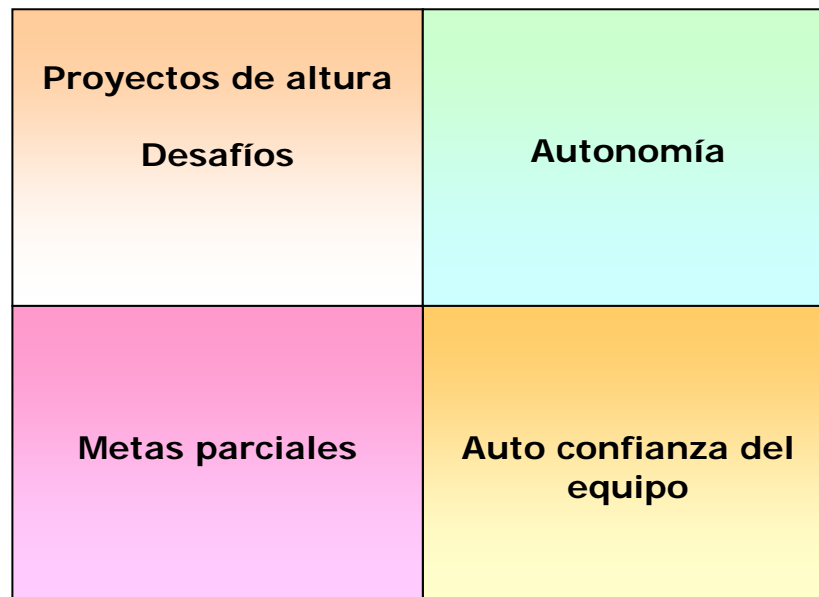 Proyectos de altura
Desafíos
Autonomía
Metas parciales
Auto confianza del
equipo